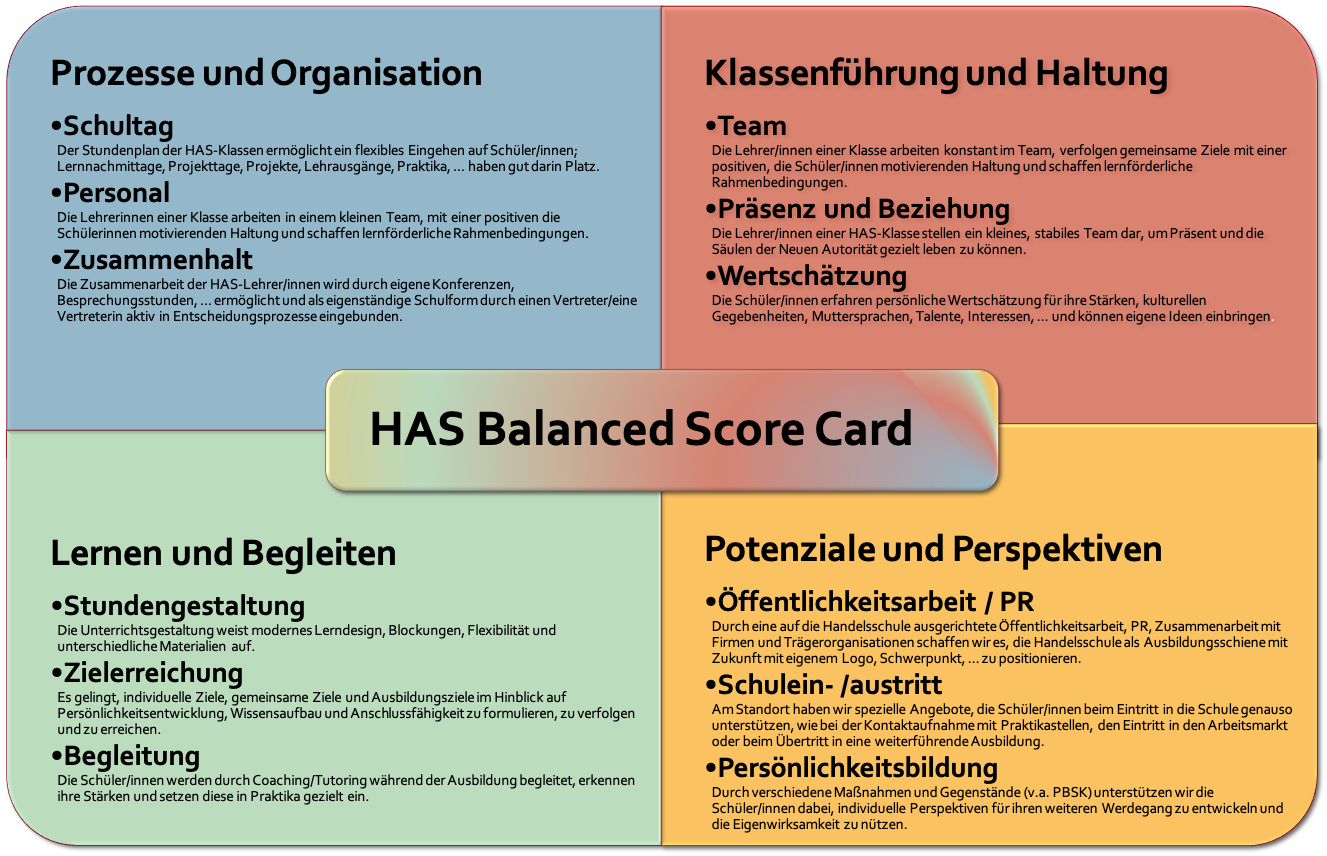 Prozesse und Organisation
•Schultag
Der Stundenplan der HAS-Klassen ermöglicht ein flexibles Eingehen auf Schüler/innen;
Lernnachmittage, Projekttage, Projekte, Lehrausgänge, Praktika, ... haben gut darin Platz.
•Personal
Die Lehrerinnen einer Klasse arbeiten in einem kleinen Team, mit einer positiven die
Schülerinnen motivierenden Haltung und schaffen lernförderliche Rahmenbedingungen.
•Zusammenhalt
Die Zusammenarbeit der HAS-Lehrer/innen wird durch eigene Konferenzen,
Besprechungsstunden, ... ermöglicht und als eigenständige Schulform durch einen Vertreter/eine
Vertreterin aktiv in Entscheidungsprozesse eingebunden.
Klassenführung und Haltung
•Team
Die Lehrer/innen einer Klasse arbeiten konstant im Team, verfolgen gemeinsame Ziele mit einer
positiven, die Schüler/innen motivierenden Haltung und schaffen lernförderliche
Rahmenbedingungen.
•Präsenz und Beziehung
Die Lehrer/innen einer HAS-Klasse stellen ein kleines, stabiles Team dar, um Präsent und die
Säulen der Neuen Autorität gezielt leben zu können.
•Wertschätzung
Die Schüler/innen erfahren persönliche Wertschätzung für ihre Stärken, kulturellen
Gegebenheiten, Muttersprachen, Talente, Interessen, ... und können eigene Ideen einbringen.
HAS Balanced Score Card
Lernen und Begleiten
•Stundengestaltung
Die Unterrichtsgestaltung weist modernes Lerndesign, Blockungen, Flexibilität und
unterschiedliche Materialien auf.
•Zielerreichung
Es gelingt, individuelle Ziele, gemeinsame Ziele und Ausbildungsziele im Hinblick auf
Persönlichkeitsentwicklung, Wissensaufbau und Anschlussfähigkeit zu formulieren, zu verfolgen
und zu erreichen.
•Begleitung
Die Schüler/innen werden durch Coaching/Tutoring während der Ausbildung begleitet, erkennen
ihre Stärken und setzen diese in Praktika gezielt ein.
Potenziale und Perspektiven
•Öffentlichkeitsarbeit / PR
Durch eine auf die Handelsschule ausgerichtete Öffentlichkeitsarbeit, PR, Zusammenarbeit mit
Firmen und Trägerorganisationen schaffen wir es, die Handelsschule als Ausbildungsschiene mit
Zukunft mit eigenem Logo, Schwerpunkt, ... zu positionieren.
•Schulein- /austritt
Am Standort haben wir spezielle Angebote, die Schüler/innen beim Eintritt in die Schule genauso
unterstützen, wie bei der Kontaktaufnahme mit Praktikastellen, den Eintritt in den Arbeitsmarkt
oder beim Übertritt in eine weiterführende Ausbildung.
•Persönlichkeitsbildung
Durch verschiedene Maßnahmen und Gegenstände (v.a. PBSK) unterstützen wir die
Schüler/innen dabei, individuelle Perspektiven für ihren weiteren Werdegang zu entwickeln und
die Eigenwirksamkeit zu nützen.